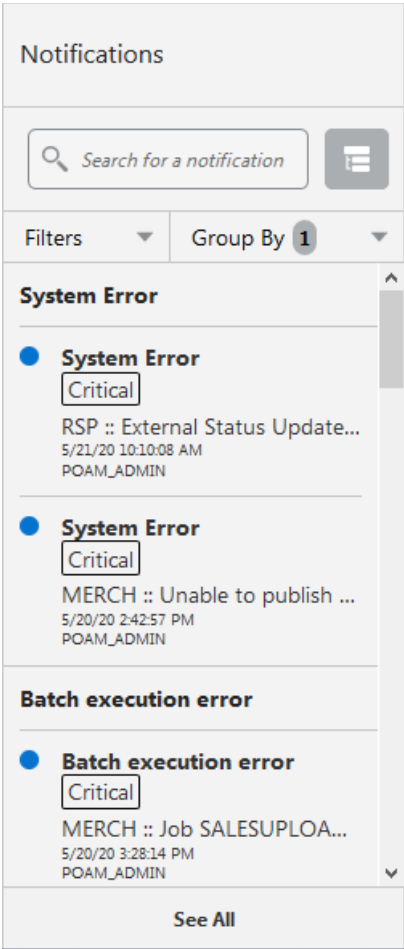 Notifications
Search for a notification
Filters
Group By 1
System Error
System Error
Critical
RSP :: External Status Update...
5/21/20 10:10:08 AM
POAM_ADMIN
System Error
Critical
MERCH :: Unable to publish ...
5/20/20 2:42:57 PM
POAM_ADMIN
Batch execution error
Batch execution error
Critical
MERCH :: Job SALESUPLOA...
5/20/20 3:28:14 PM
POAM_ADMIN
See All